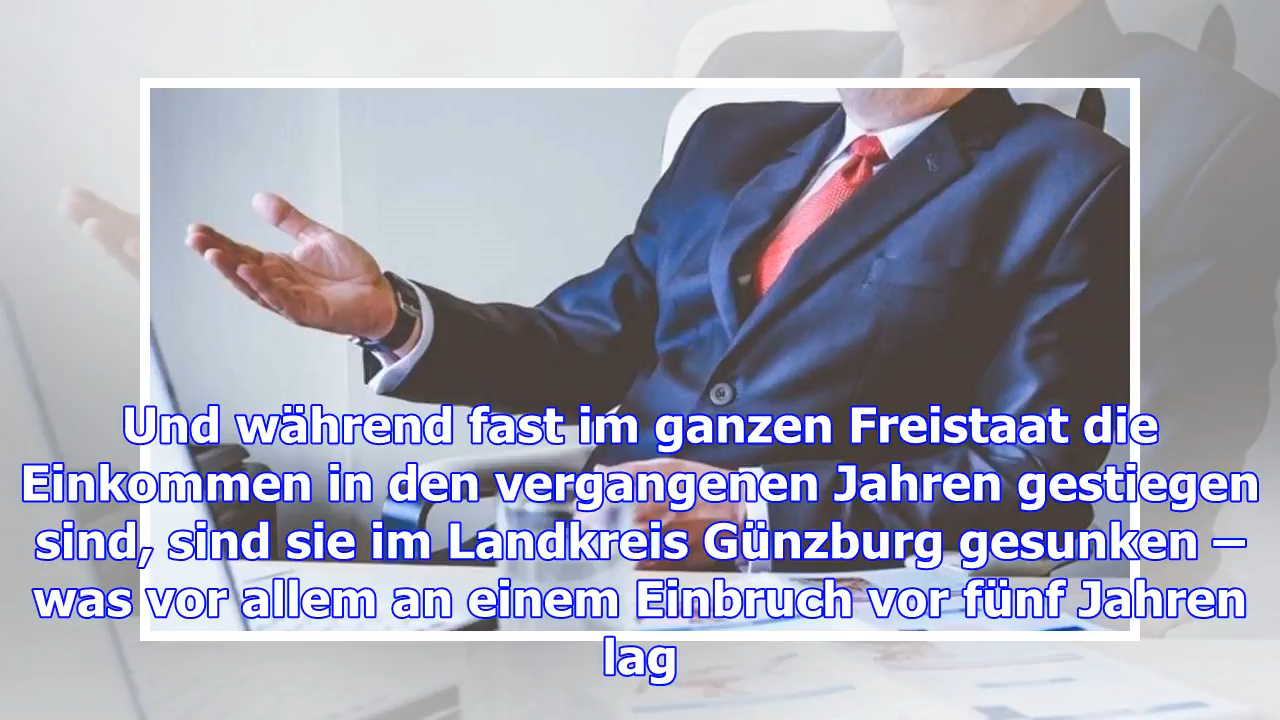 Und während fast im ganzen Freistaat die
Einkommen in den vergangenen Jahren gestiegen
sind, sind sie im Landkreis Günzburg gesunken –
was vor allem an einem Einbruch vor fünf Jahren
lag